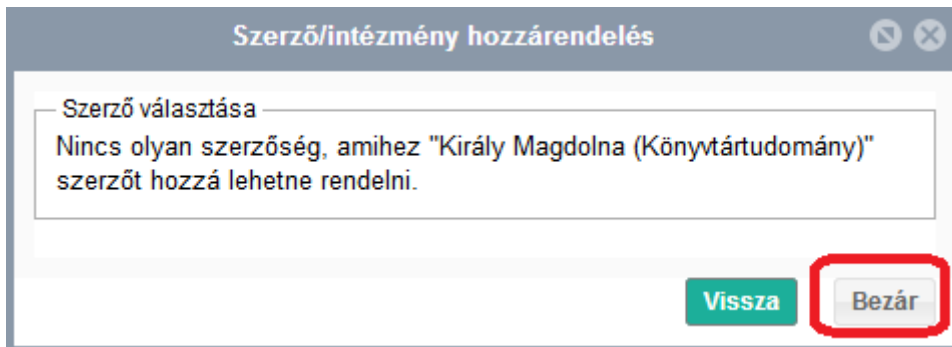 Szerző/intézmény hozzárendelés
Szerző választása
Nincs olyan szerzőség, amihez "Király Magdolna (Könyvtártudomány)"
szerzőt hozzá lehetne rendelni.
Vissza
Bezár